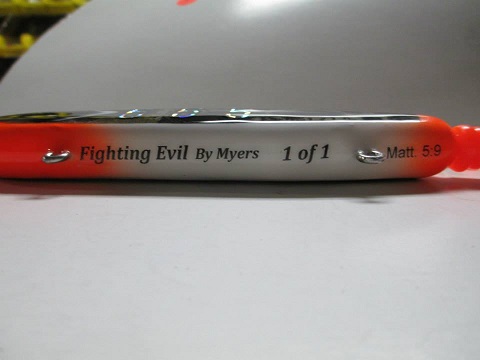 Fighting Evil By Myers 1 of 1 Matt. 5:9